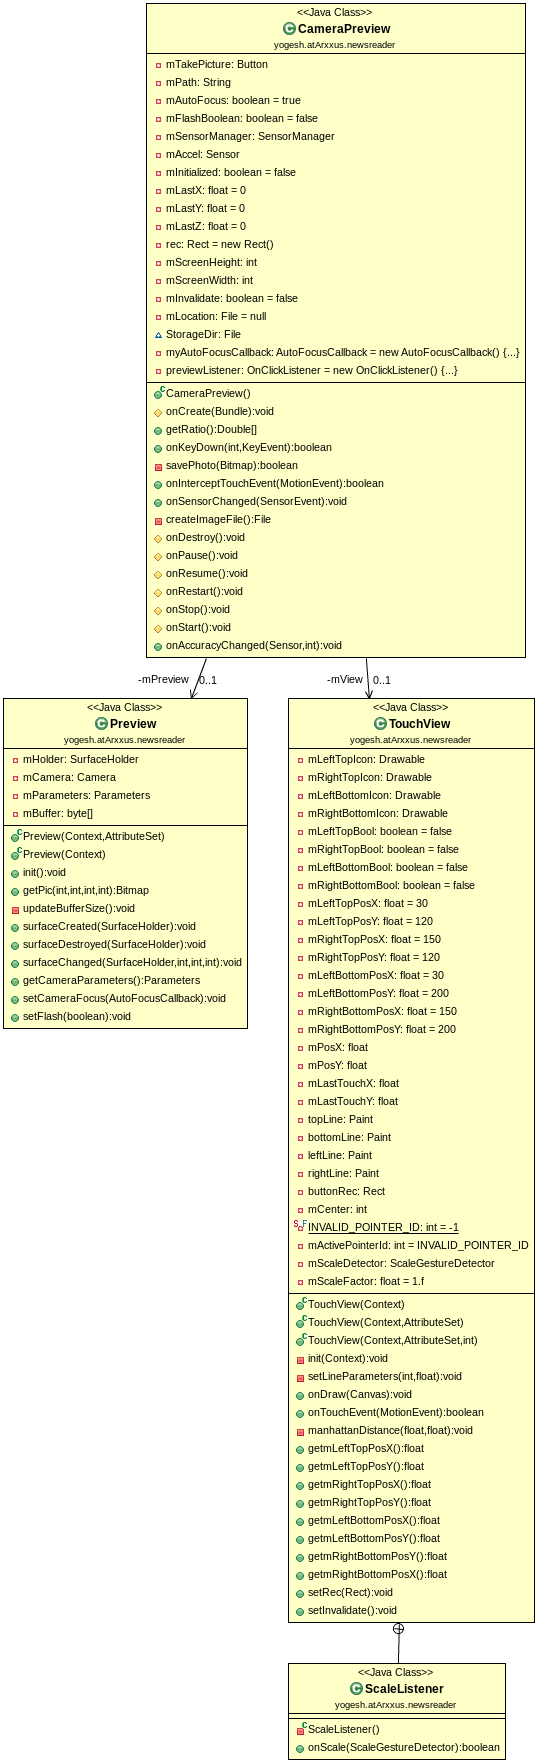 <<Java Class>>
CameraPreview
yogesh.atArxxus.newsreader
mTakePicture: Button
mPath: String
mAutoFocus: boolean = true
mFlashBoolean: boolean = false
mSensorManager: SensorManager
mAccel: Sensor
mInitialized: boolean = false
mLastX: float = 0
mLastY: float = 0
mLastZ: float = 0
rec: Rect = new Rect()
mScreenHeight: int
mScreenWidth: int
mInvalidate: boolean = false
mLocation: File = null
StorageDir: File
myAutoFocusCallback: AutoFocusCallback = new AutoFocusCallback() {...}
previewListener: OnClickListener = new OnClickListener() {...}
CameraPreview()
onCreate(Bundle):void
getRatio():Double[]
onKeyDown(int,KeyEvent):boolean
savePhoto(Bitmap):boolean
onInterceptTouchEvent(MotionEvent):boolean
onSensorChanged(SensorEvent):void
createImageFile():File
onDestroy():void
onPause():void
onResume():void
onRestart():void
onStop():void
onStart():void
onAccuracyChanged(Sensor,int):void
-mPreview 0..1
-mView 0..1
<<Java Class>>
Preview
yogesh.atArxxus.newsreader
mHolder: SurfaceHolder
mCamera: Camera
mParameters: Parameters
mBuffer: byte[]
Preview(Context,AttributeSet)
Preview(Context)
init():void
getPic(int,int,int,int):Bitmap
updateBufferSize():void
surfaceCreated(SurfaceHolder):void
surfaceDestroyed(SurfaceHolder):void
surfaceChanged(SurfaceHolder,int,int,int):void
getCameraParameters():Parameters
setCameraFocus(AutoFocusCallback):void
setFlash(boolean):void
<<Java Class>>
TouchView
yogesh.atArxxus.newsreader
mLeftTopIcon: Drawable
mRightTopIcon: Drawable
mLeftBottomIcon: Drawable
mRightBottomIcon: Drawable
mLeftTopBool: boolean = false
mRightTopBool: boolean = false
mLeftBottomBool: boolean = false
mRightBottomBool: boolean = false
mLeftTopPosX: float = 30
mLeftTopPosY: float = 120
mRightTopPosX: float = 150
mRightTopPosY: float = 120
mLeftBottomPosX: float = 30
mLeftBottomPosY: float = 200
mRightBottomPosX: float = 150
mRightBottomPosY: float = 200
mPosX: float
mPosY: float
mLastTouchX: float
mLastTouchY: float
topLine: Paint
bottomLine: Paint
leftLine: Paint
rightLine: Paint
buttonRec: Rect
mCenter: int
INVALID_POINTER_ID: int = -1
mActivePointerId: int = INVALID_POINTER_ID
mScaleDetector: ScaleGestureDetector
mScaleFactor: float = 1.f
TouchView(Context)
TouchView(Context,AttributeSet)
TouchView(Context,AttributeSet,int)
init(Context):void
setLineParameters(int,float):void
onDraw(Canvas):void
onTouchEvent(MotionEvent):boolean
manhattanDistance(float,float):void
getmLeftTopPosX():float
getmLeftTopPosY():float
getmRightTopPosX():float
getmRightTopPosY():float
getmLeftBottomPosX():float
getmLeftBottomPosY():float
getmRightBottomPosY():float
getmRightBottomPosX():float
setRec(Rect):void
setInvalidate():void
<<Java Class>>
ScaleListener
yogesh.atArxxus.newsreader
ScaleListener()
onScale(ScaleGestureDetector):boolean